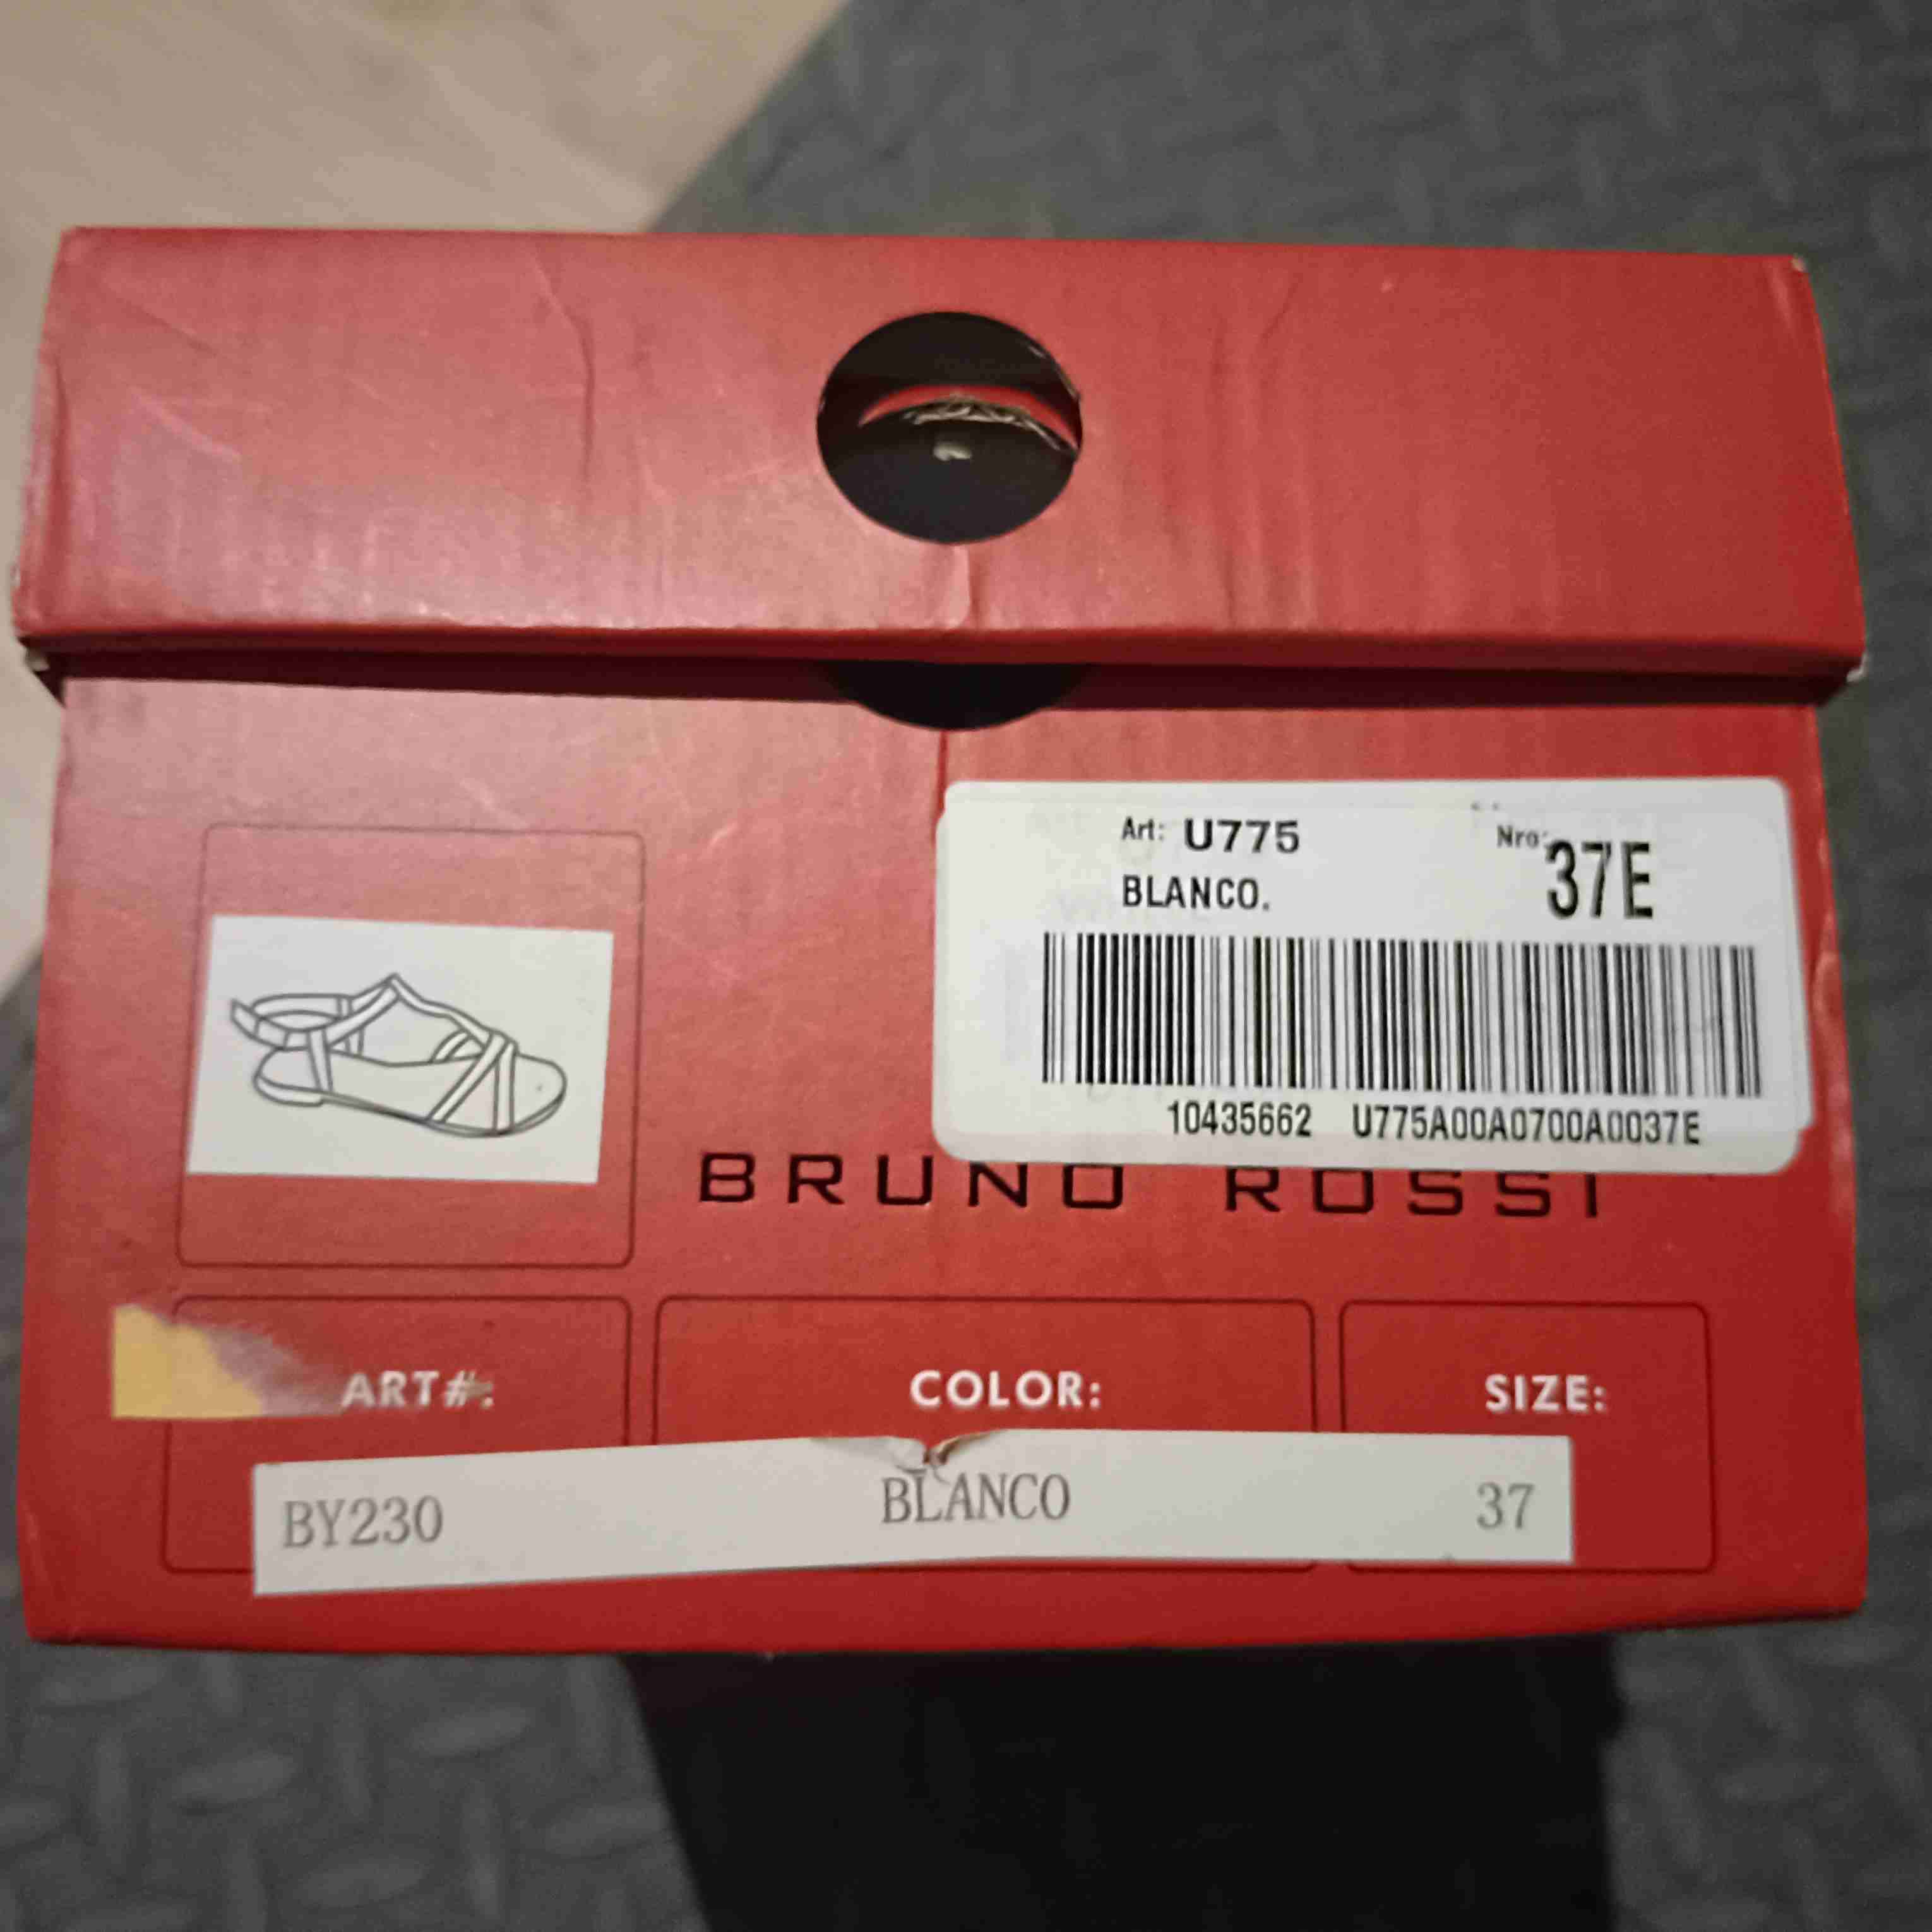 Art: U775 Nro: 37E
BLANCO.
10435662 U775A00A0700A0037E
BRUNO ROSSI
ART#: COLOR: SIZE:
BY230 BLANCO 37